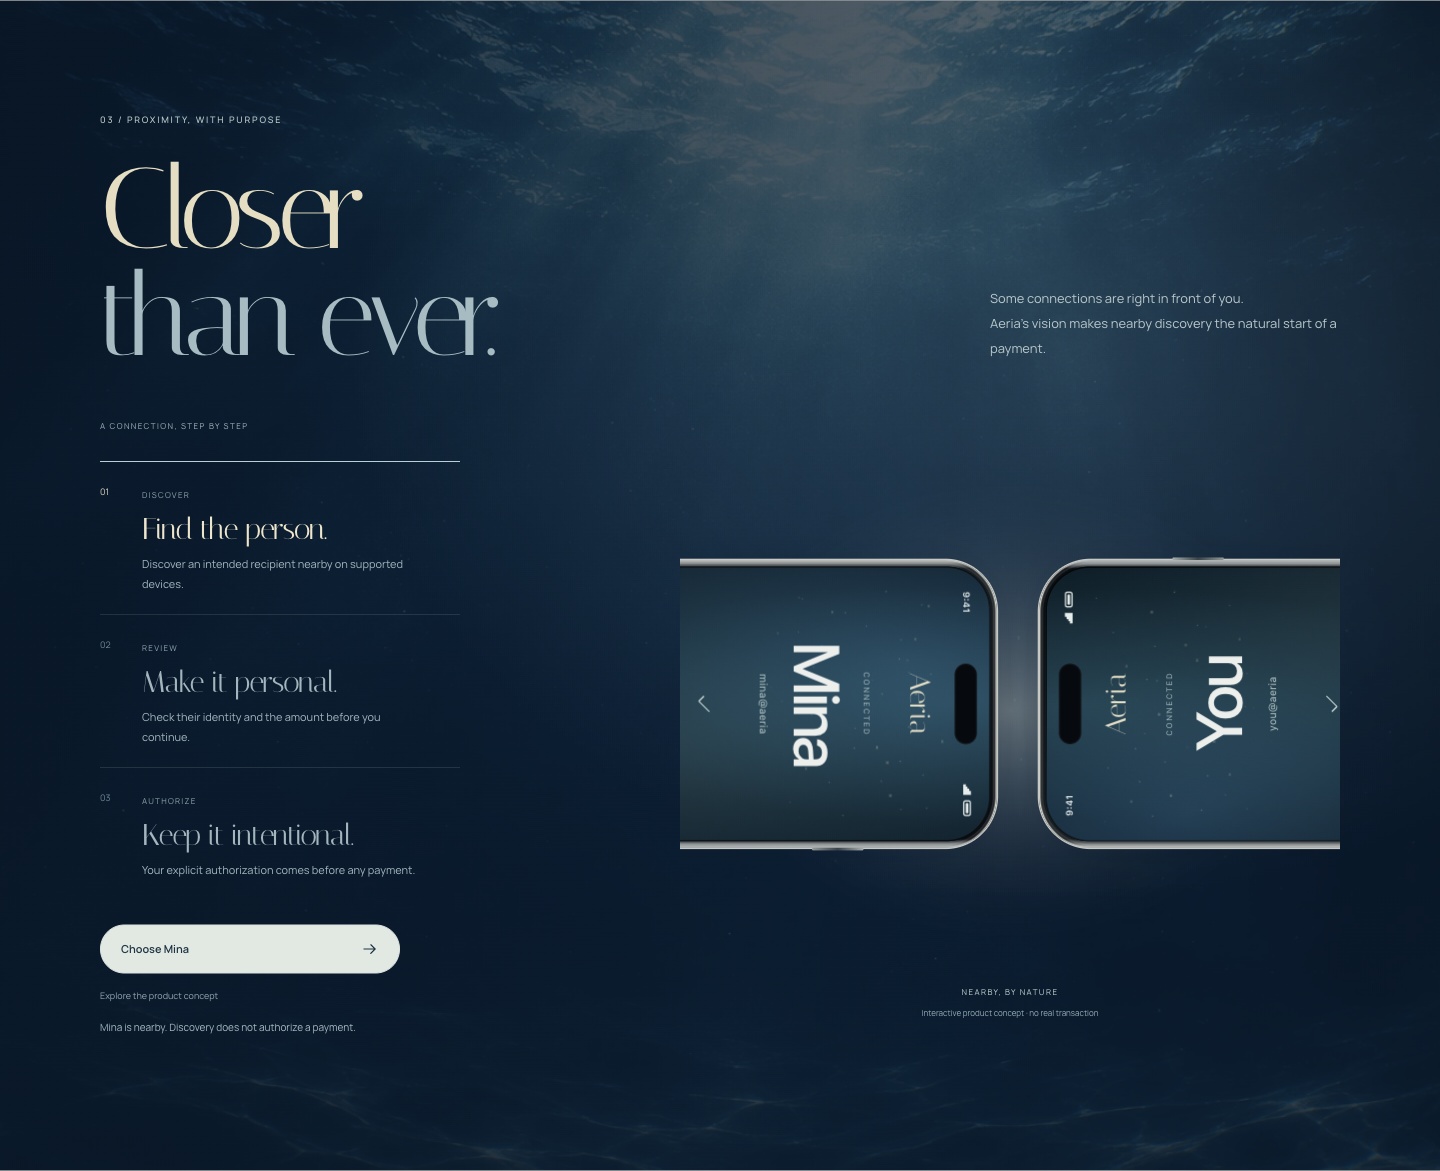 03 / PROXIMITY, WITH PURPOSE
Closer
than ever.
Some connections are right in front of you.
Aeria's vision makes nearby discovery the natural start of a
payment.
A CONNECTION, STEP BY STEP
01
DISCOVER
Find the person.
Discover an intended recipient nearby on supported
devices.
02
REVIEW
Make it personal.
Check their identity and the amount before you
continue.
03
AUTHORIZE
Keep it intentional.
Your explicit authorization comes before any payment.
Choose Mina
Explore the product concept
Mina is nearby. Discovery does not authorize a payment.
9:41
Aeria
CONNECTED
Mina
mina@aeria
9:41
Aeria
CONNECTED
You
you@aeria
NEARBY, BY NATURE
Interactive product concept · no real transaction